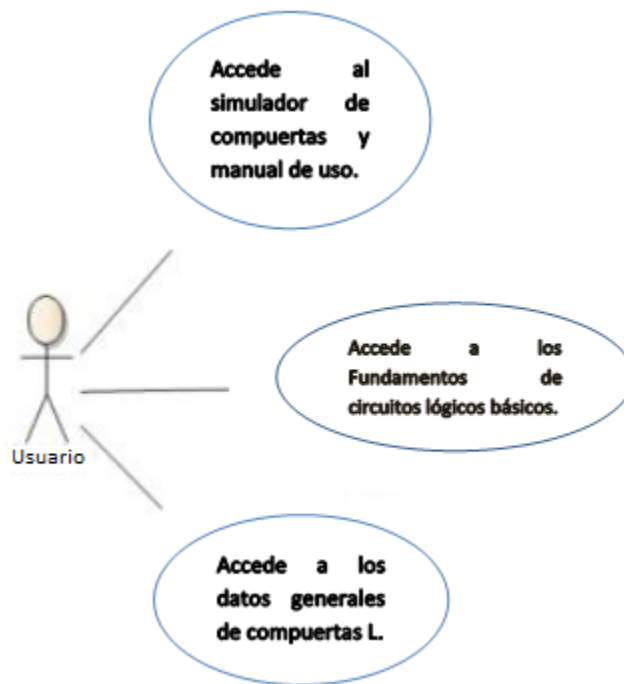 Accede al
simulador de
compuertas y
manual de uso.
Accede a los
Fundamentos de
circuitos lógicos básicos.
Usuario
Accede a los
datos generales
de compuertas L.